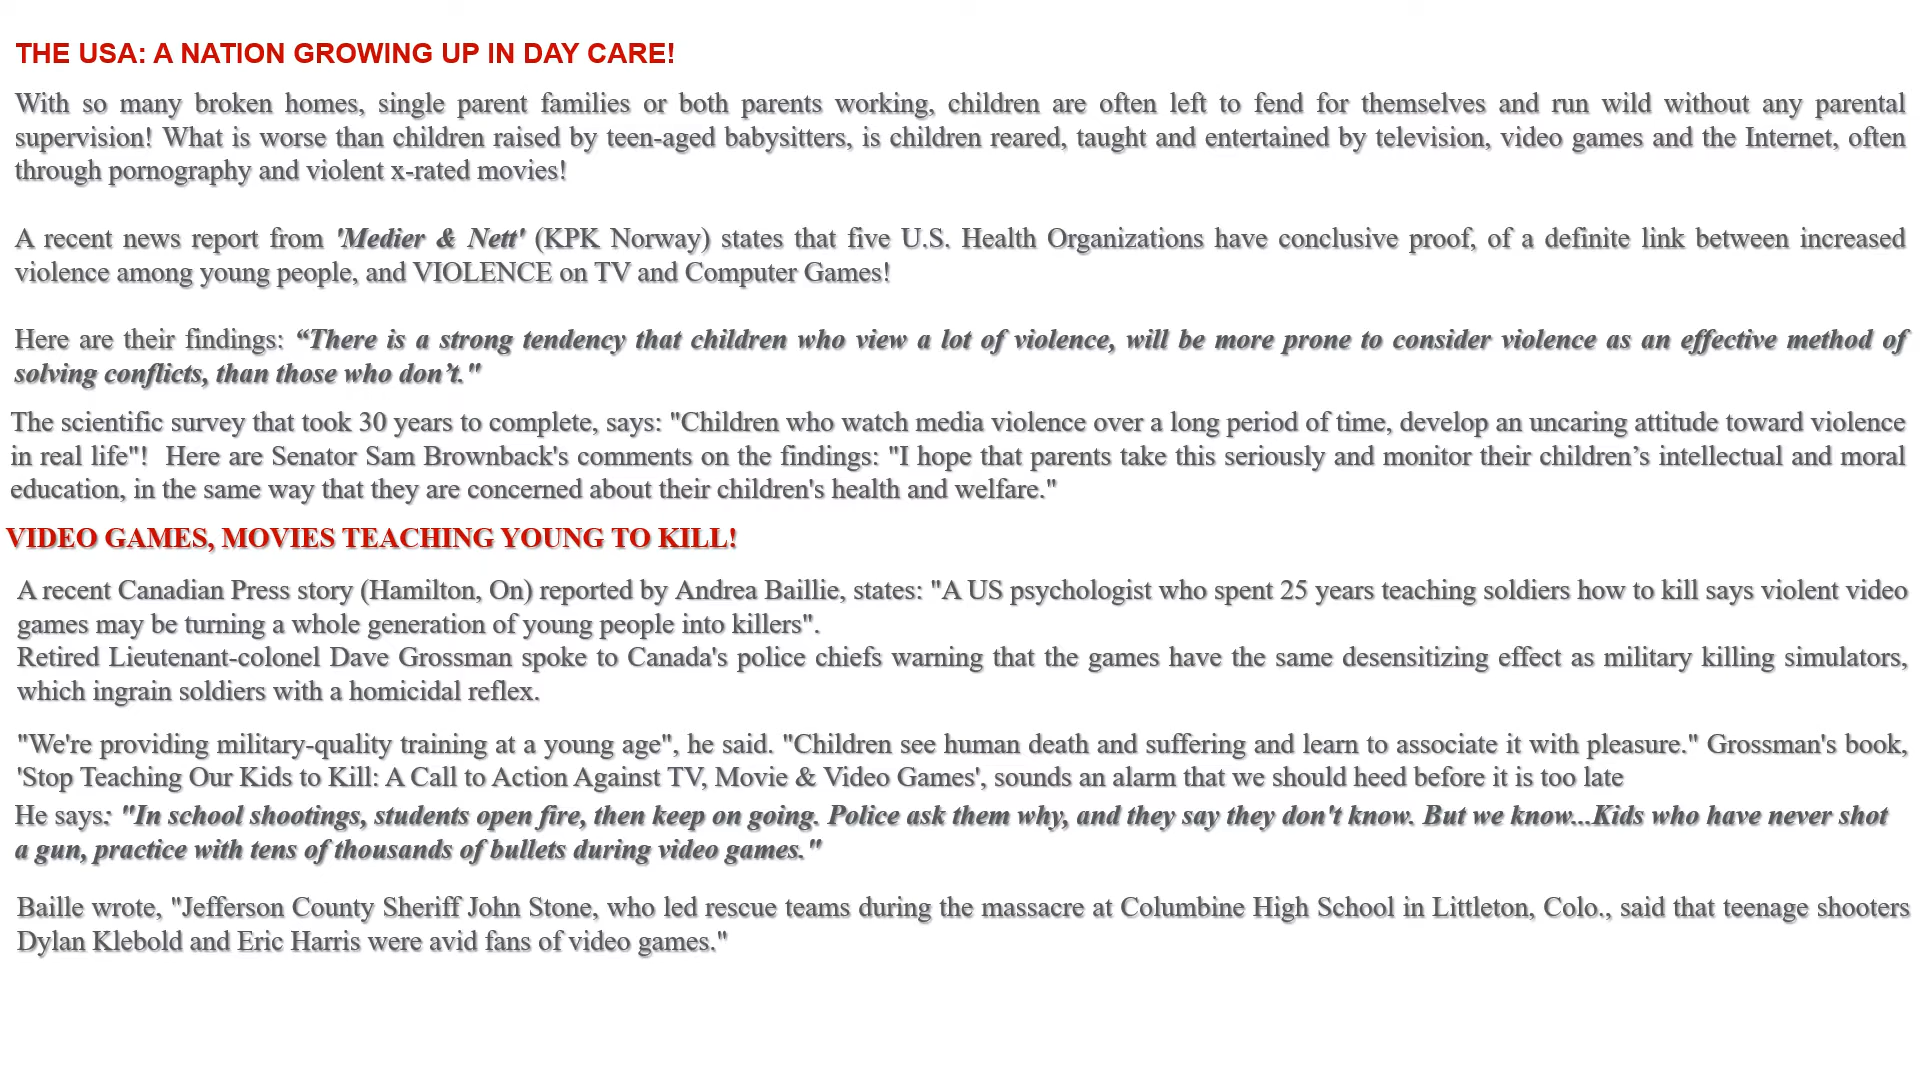 THE USA: A NATION GROWING UP IN DAY CARE!
With so many broken homes, single parent families or both parents working, children are often left to fend for themselves and run wild without any parental
supervision! What is worse than children raised by teen-aged babysitters, is children reared, taught and entertained by television, video games and the Internet, often
through pornography and violent x-rated movies!
A recent news report from 'Medier & Nett' (KPK Norway) states that five U.S. Health Organizations have conclusive proof, of a definite link between increased
violence among young people, and VIOLENCE on TV and Computer Games!
Here are their findings: “There is a strong tendency that children who view a lot of violence, will be more prone to consider violence as an effective method of
solving conflicts, than those who don’t."
The scientific survey that took 30 years to complete, says: "Children who watch media violence over a long period of time, develop an uncaring attitude toward violence
in real life"!  Here are Senator Sam Brownback's comments on the findings: "I hope that parents take this seriously and monitor their children’s intellectual and moral
education, in the same way that they are concerned about their children's health and welfare."
VIDEO GAMES, MOVIES TEACHING YOUNG TO KILL!
A recent Canadian Press story (Hamilton, On) reported by Andrea Baillie, states: "A US psychologist who spent 25 years teaching soldiers how to kill says violent video
games may be turning a whole generation of young people into killers".
Retired Lieutenant-colonel Dave Grossman spoke to Canada's police chiefs warning that the games have the same desensitizing effect as military killing simulators,
which ingrain soldiers with a homicidal reflex.
"We're providing military-quality training at a young age", he said. "Children see human death and suffering and learn to associate it with pleasure." Grossman's book,
'Stop Teaching Our Kids to Kill: A Call to Action Against TV, Movie & Video Games', sounds an alarm that we should heed before it is too late
He says: "In school shootings, students open fire, then keep on going. Police ask them why, and they say they don't know. But we know...Kids who have never shot
a gun, practice with tens of thousands of bullets during video games."
Baille wrote, "Jefferson County Sheriff John Stone, who led rescue teams during the massacre at Columbine High School in Littleton, Colo., said that teenage shooters
Dylan Klebold and Eric Harris were avid fans of video games."